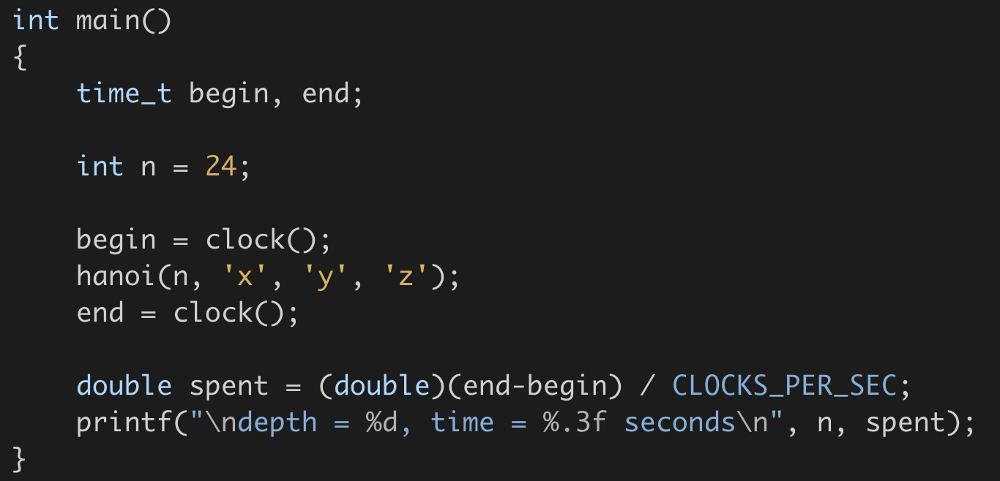 int main()
{
    time_t begin, end;
    int n = 24;
    begin = clock();
    hanoi(n, 'x', 'y', 'z');
    end = clock();
    double spent = (double)(end-begin) / CLOCKS_PER_SEC;
    printf("\ndepth = %d, time = %.3f seconds\n", n, spent);
}